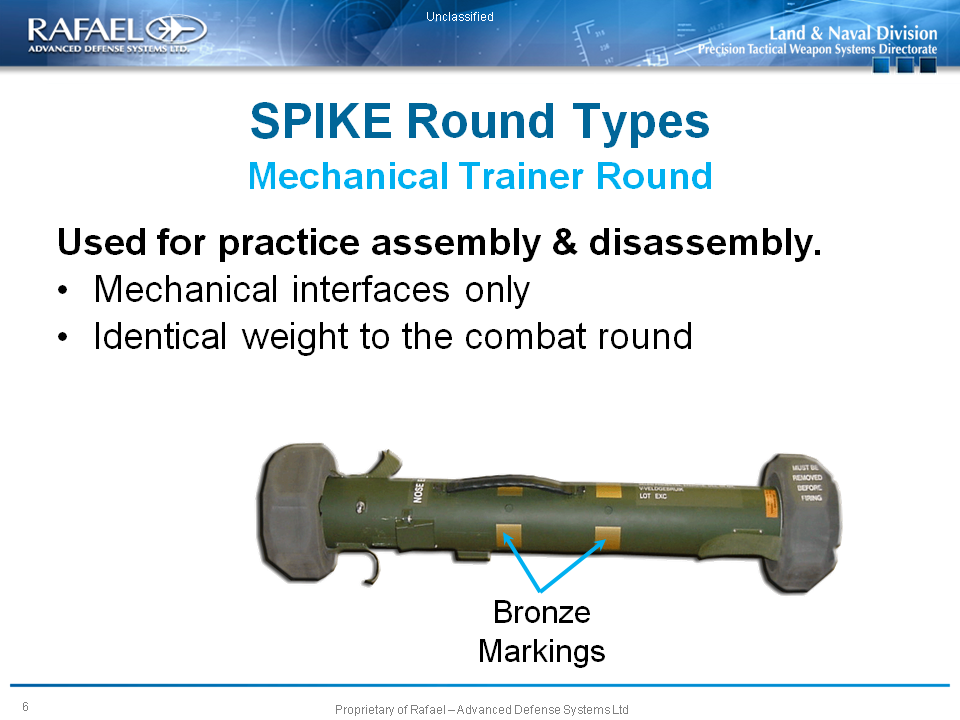 Unclassified
RAFAEL
ADVANCED DEFENSE SYSTEMS LTD.
Land & Naval Division
Precision Tactical Weapon Systems Directorate
SPIKE Round Types
Mechanical Trainer Round
Used for practice assembly & disassembly.
• Mechanical interfaces only
• Identical weight to the combat round
NOSE
V-VELDGEBRUIK
LOT EXC
MUST BE
REMOVED
BEFORE
FIRING
Bronze
Markings
6
Proprietary of Rafael – Advanced Defense Systems Ltd